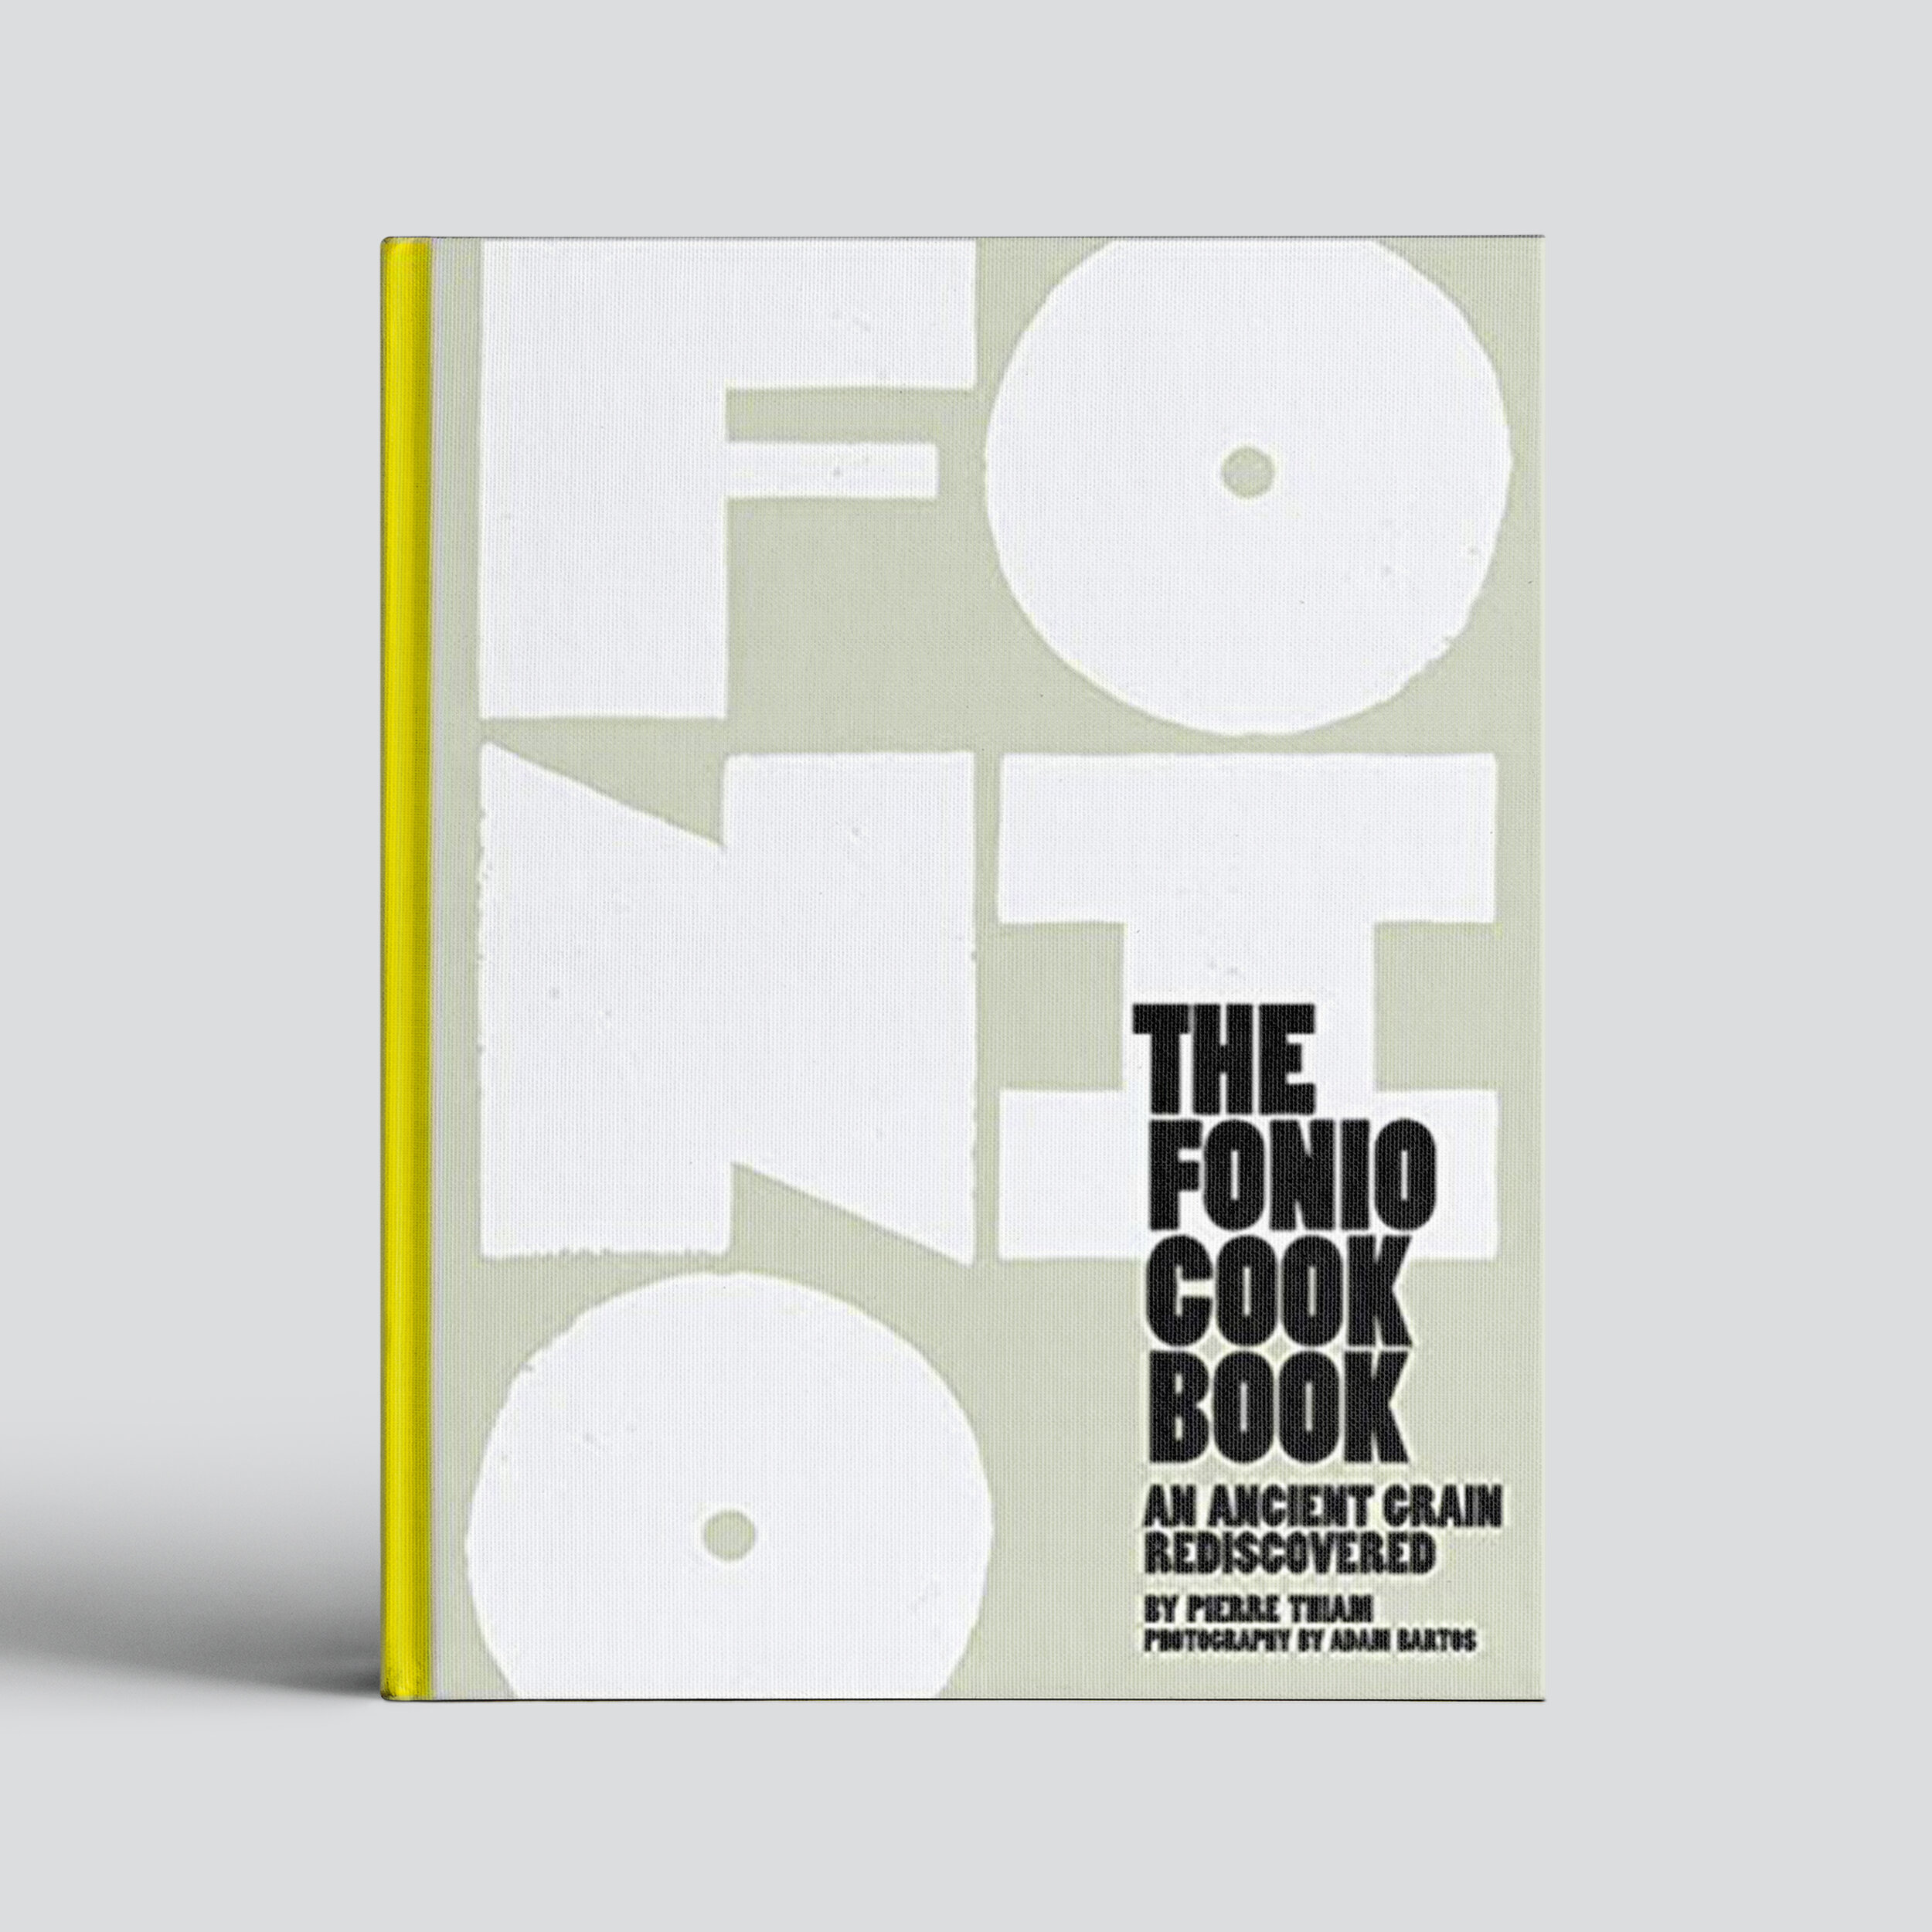 FO
NI
O
THE
FONIO
COOK
BOOK
AN ANCIENT GRAIN
REDISCOVERED
BY PIERRE THIAM
PHOTOGRAPHY BY ADAM BARTOS